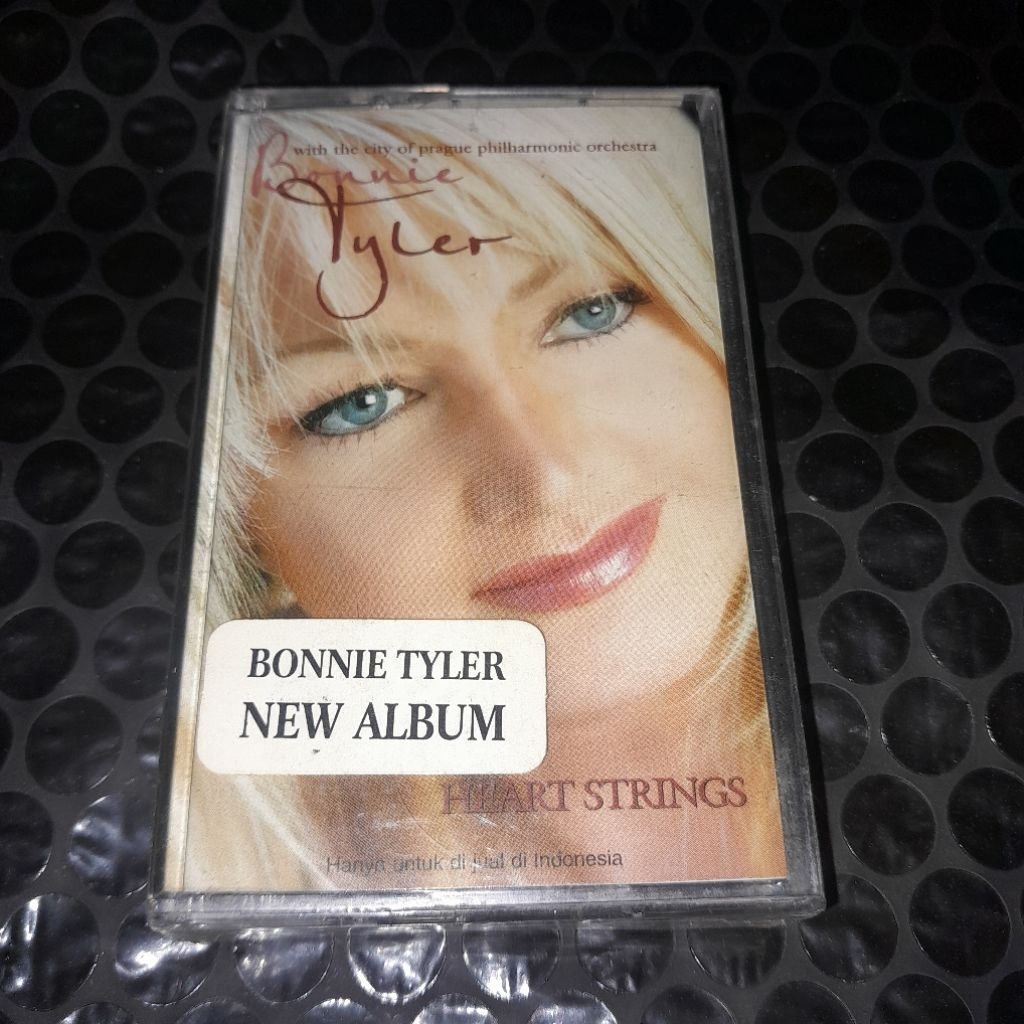 with the city of prague philharmonic orchestra
Bonnie
Tyler
BONNIE TYLER
NEW ALBUM
HEART STRINGS
Hanya untuk di jual di Indonesia